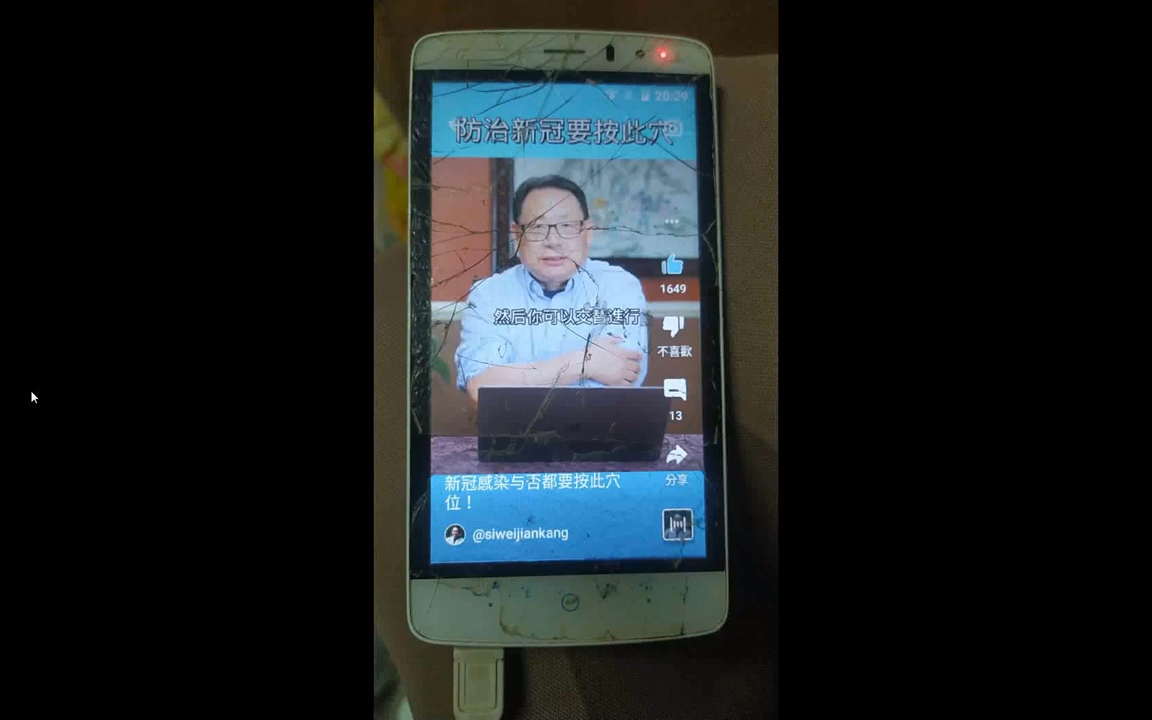 20:29
防治新冠要按此穴
1649
然后你可以交替進行
不喜歡
13
分享
新冠感染与否都要按此穴
位！
@siweijiankang